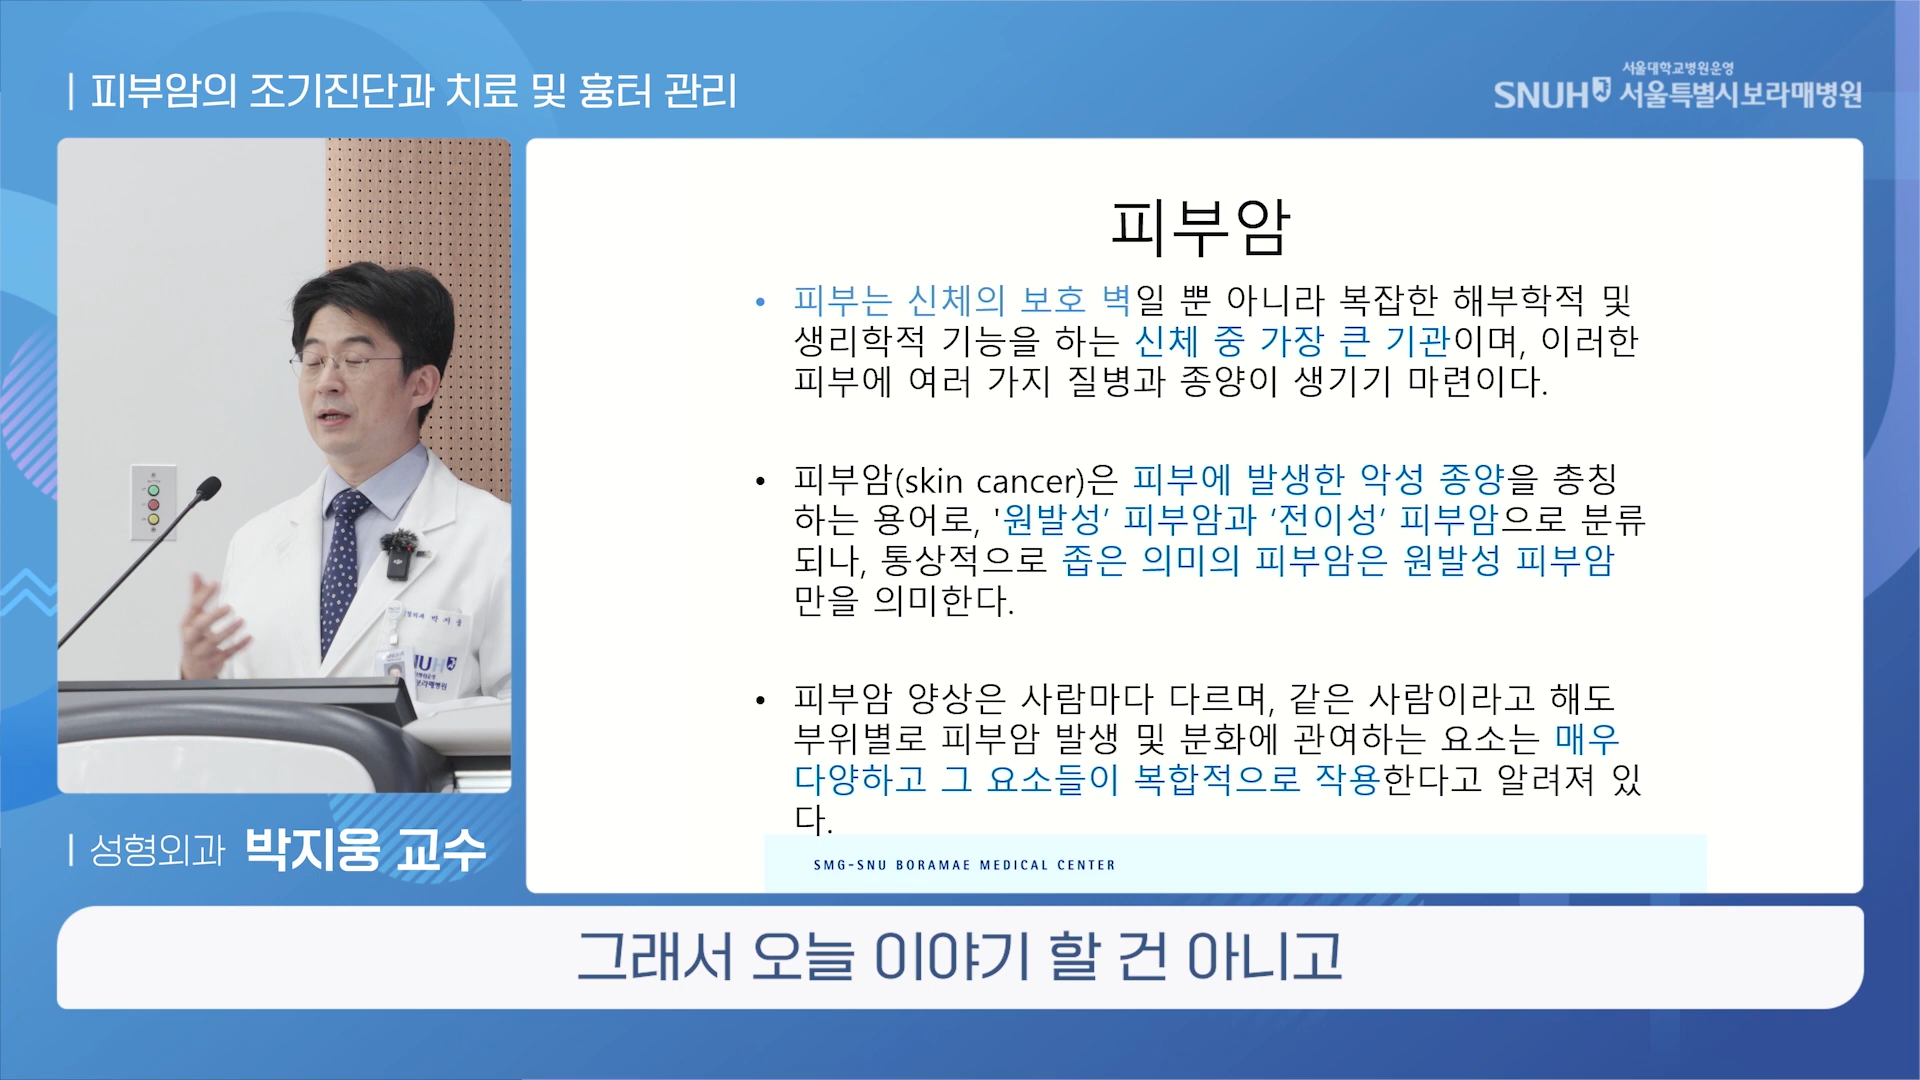 | 피부암의 조기진단과 치료 및 흉터 관리
서울대학교병원운영
SNUH 서울특별시보라매병원
피부암
• 피부는 신체의 보호 벽일 뿐 아니라 복잡한 해부학적 및
생리학적 기능을 하는 신체 중 가장 큰 기관이며, 이러한
피부에 여러 가지 질병과 종양이 생기기 마련이다.
• 피부암(skin cancer)은 피부에 발생한 악성 종양을 총칭
하는 용어로, '원발성’ 피부암과 ‘전이성’ 피부암으로 분류
되나, 통상적으로 좁은 의미의 피부암은 원발성 피부암
만을 의미한다.
• 피부암 양상은 사람마다 다르며, 같은 사람이라고 해도
부위별로 피부암 발생 및 분화에 관여하는 요소는 매우
다양하고 그 요소들이 복합적으로 작용한다고 알려져 있
다.
SMG-SNU BORAMAE MEDICAL CENTER
박지웅
보라매병원
| 성형외과 박지웅 교수
그래서 오늘 이야기 할 건 아니고